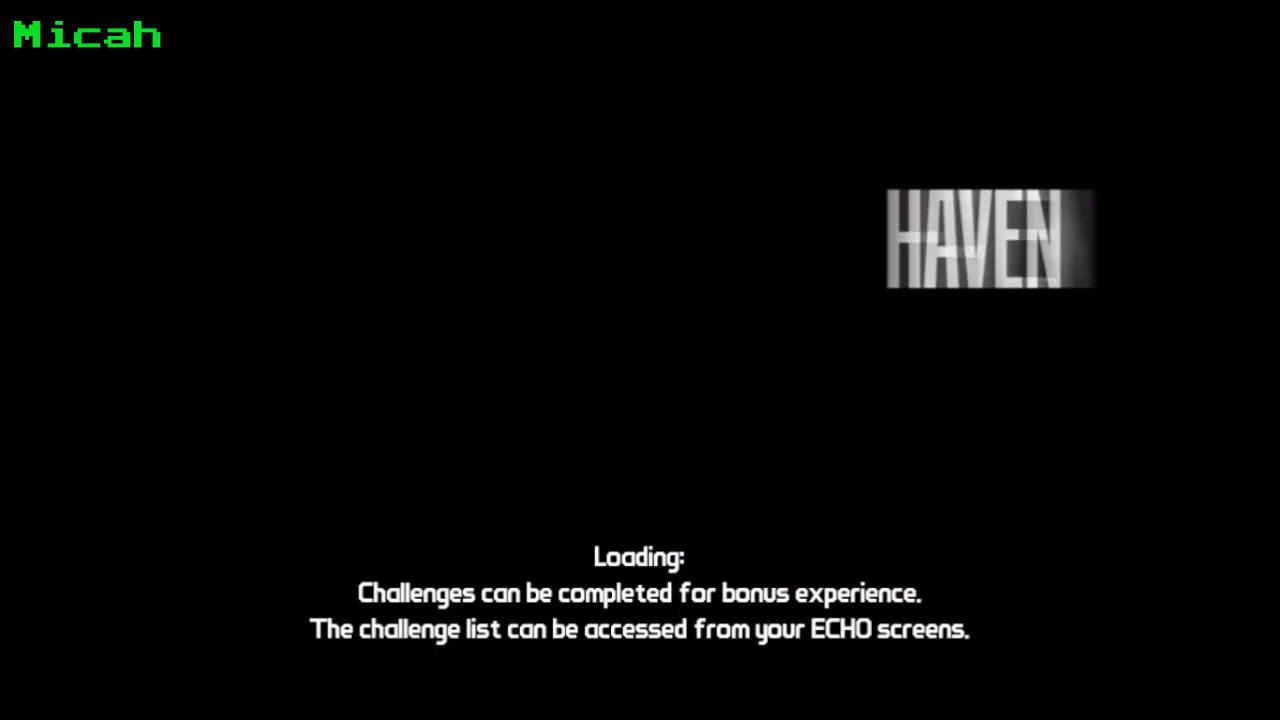 Micah
HAVEN
Loading:
Challenges can be completed for bonus experience.
The challenge list can be accessed from your ECHO screens.